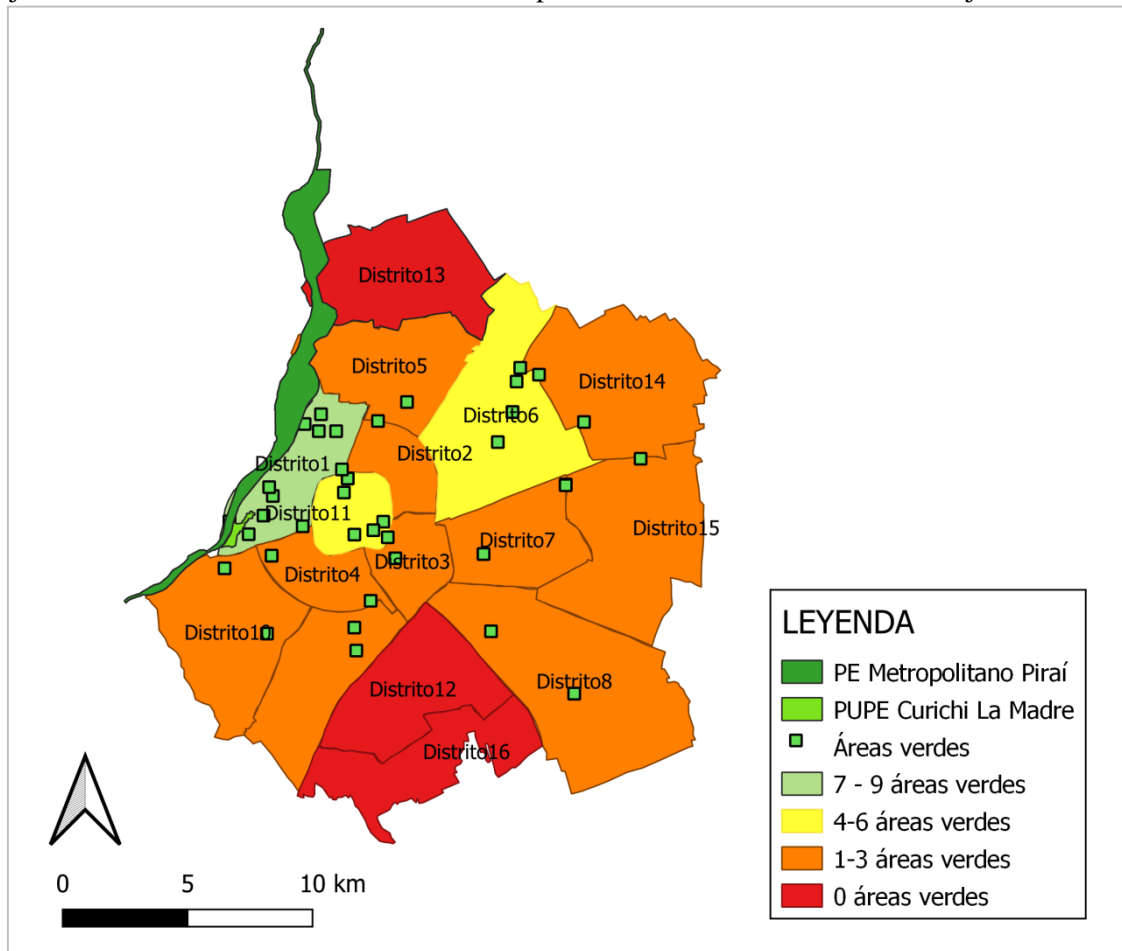 Distrito13
Distrito5
Distrito14
Distrito6
Distrito2
Distrito1
Distrito11
Distrito15
Distrito7
Distrito3
Distrito4
Distrito10
Distrito8
Distrito12
Distrito16
LEYENDA
PE Metropolitano Piraí
PUPE Curichi La Madre
Áreas verdes
7 - 9 áreas verdes
4-6 áreas verdes
1-3 áreas verdes
0 áreas verdes
0 5 10 km